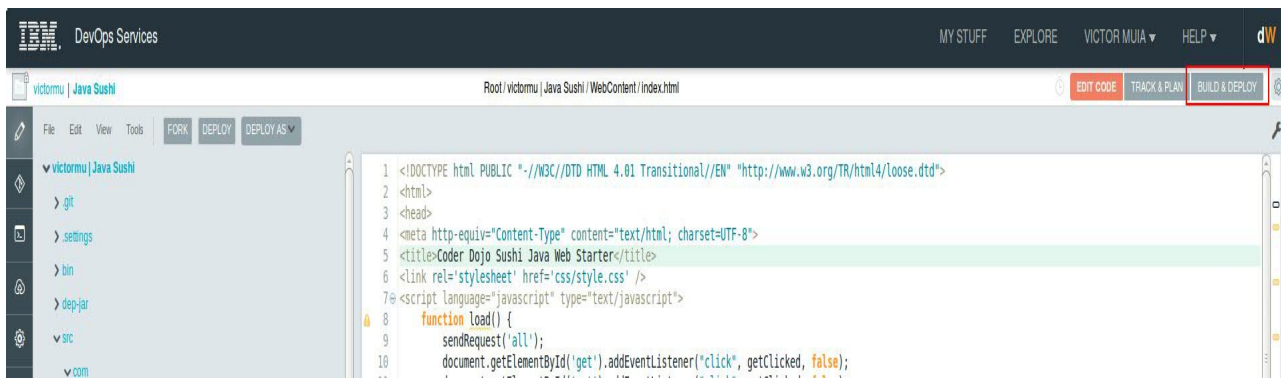 IBM. DevOps Services MY STUFF EXPLORE VICTOR MUIA HELP dW
victormu | Java Sushi Root / victormu | Java Sushi / WebContent / index.html EDIT CODE TRACK & PLAN BUILD & DEPLOY
File Edit View Tools FORK DEPLOY DEPLOY AS
victormu | Java Sushi
.git
.settings
bin
dep-jar
src
com
1 <!DOCTYPE html PUBLIC "-//W3C//DTD HTML 4.01 Transitional//EN" "http://www.w3.org/TR/html4/loose.dtd">
2 <html>
3 <head>
4 <meta http-equiv="Content-Type" content="text/html; charset=UTF-8">
5 <title>Coder Dojo Sushi Java Web Starter</title>
6 <link rel='stylesheet' href='css/style.css' />
7 <script language="javascript" type="text/javascript">
8 function load() {
9 sendRequest('all');
10 document.getElementById('get').addEventListener("click", getClicked, false);